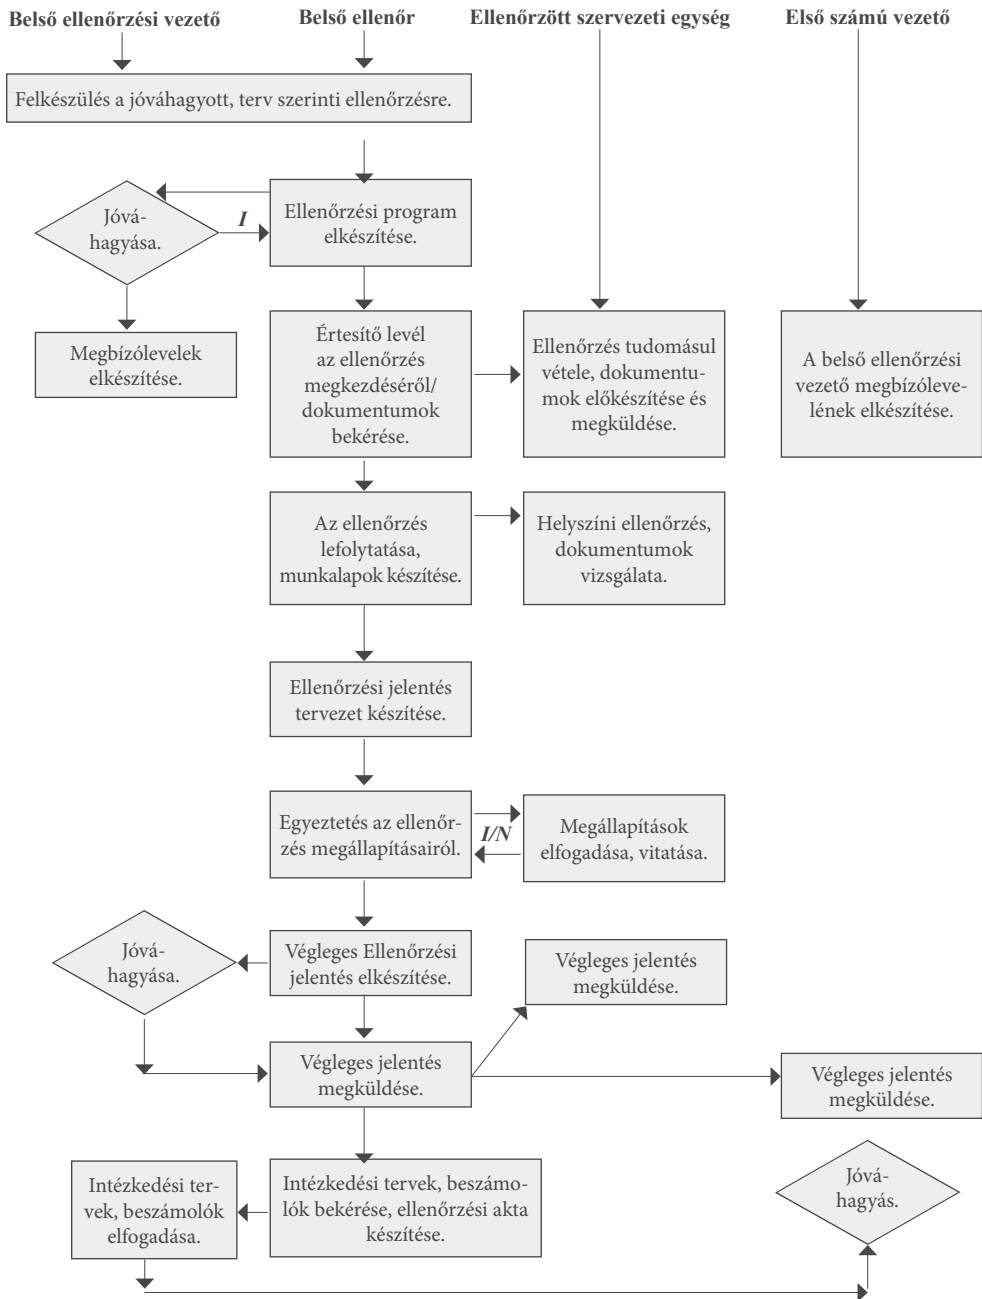 Belső ellenőrzési vezető
Belső ellenőr
Ellenőrzött szervezeti egység
Első számú vezető
Felkészülés a jóváhagyott, terv szerinti ellenőrzésre.
Jóvá-
hagyása.
I
Ellenőrzési program
elkészítése.
Megbízólevelek
elkészítése.
Értesítő levél
az ellenőrzés
megkezdéséről/
dokumentumok
bekérése.
Ellenőrzés tudomásul
vétele, dokumentu-
mok előkészítése és
megküldése.
A belső ellenőrzési
vezető megbízóleve-
lének elkészítése.
Az ellenőrzés
lefolytatása,
munkalapok készítése.
Helyszíni ellenőrzés,
dokumentumok
vizsgálata.
Ellenőrzési jelentés
tervezet készítése.
Egyeztetés az ellenőr-
zés megállapításairól.
I/N
Megállapítások
elfogadása, vitatása.
Jóvá-
hagyása.
Végleges Ellenőrzési
jelentés elkészítése.
Végleges jelentés
megküldése.
Végleges jelentés
megküldése.
Végleges jelentés
megküldése.
Intézkedési ter-
vek, beszámolók
elfogadása.
Intézkedési tervek, beszámo-
lók bekérése, ellenőrzési akta
készítése.
Jóvá-
hagyás.